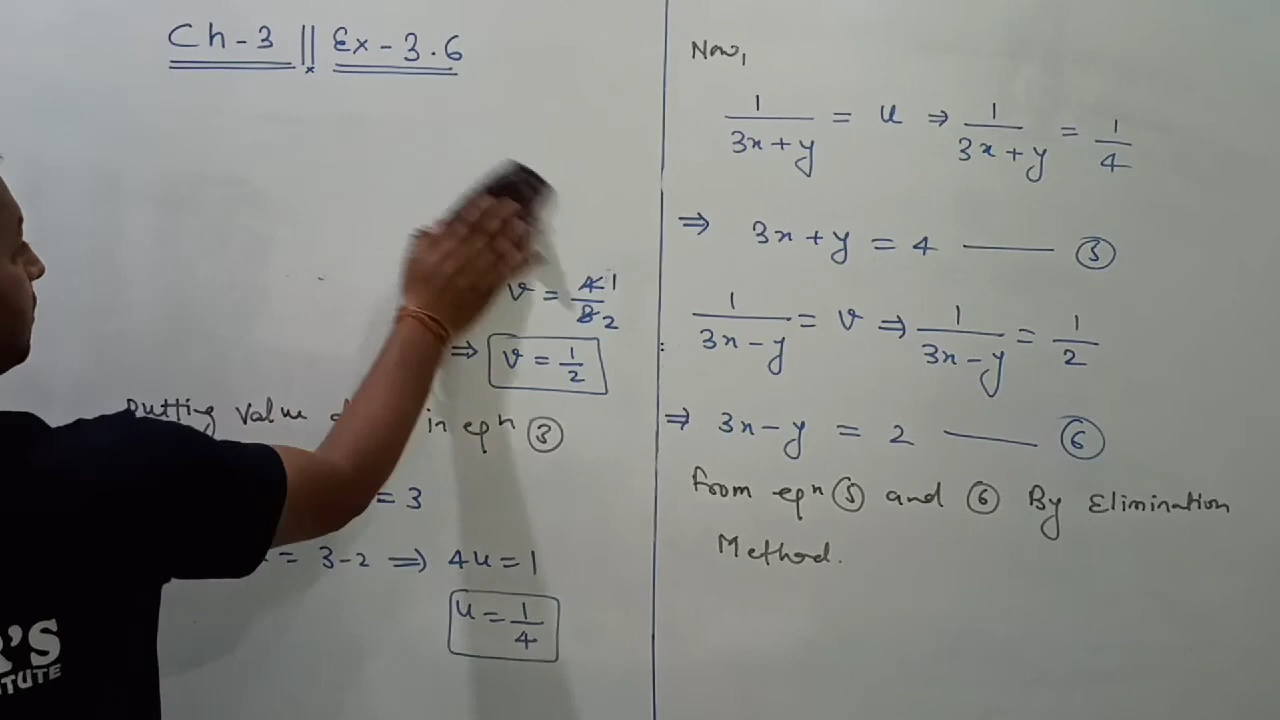 Ch-3 || Ex-3.6
v = 4/8 1/2
⇒ v = 1/2
Putting Value in eqn ③
= 3
= 3-2 ⇒ 4u = 1
u = 1/4
R'S
TUTE
Now,
1/(3x+y) = u ⇒ 1/(3x+y) = 1/4
⇒ 3x+y = 4 —— ⑤
1/(3x-y) = v ⇒ 1/(3x-y) = 1/2
⇒ 3x-y = 2 —— ⑥
from eqn ⑤ and ⑥ By Elimination
Method.